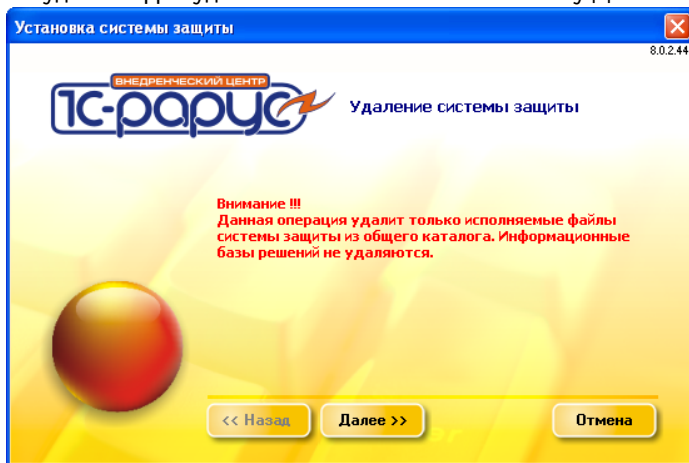 Установка системы защиты
8.0.2.44
ВНЕДРЕНЧЕСКИЙ ЦЕНТР
1С-рарус
Удаление системы защиты
Внимание !!!
Данная операция удалит только исполняемые файлы
системы защиты из общего каталога. Информационные
базы решений не удаляются.
<< Назад
Далее >>
Отмена